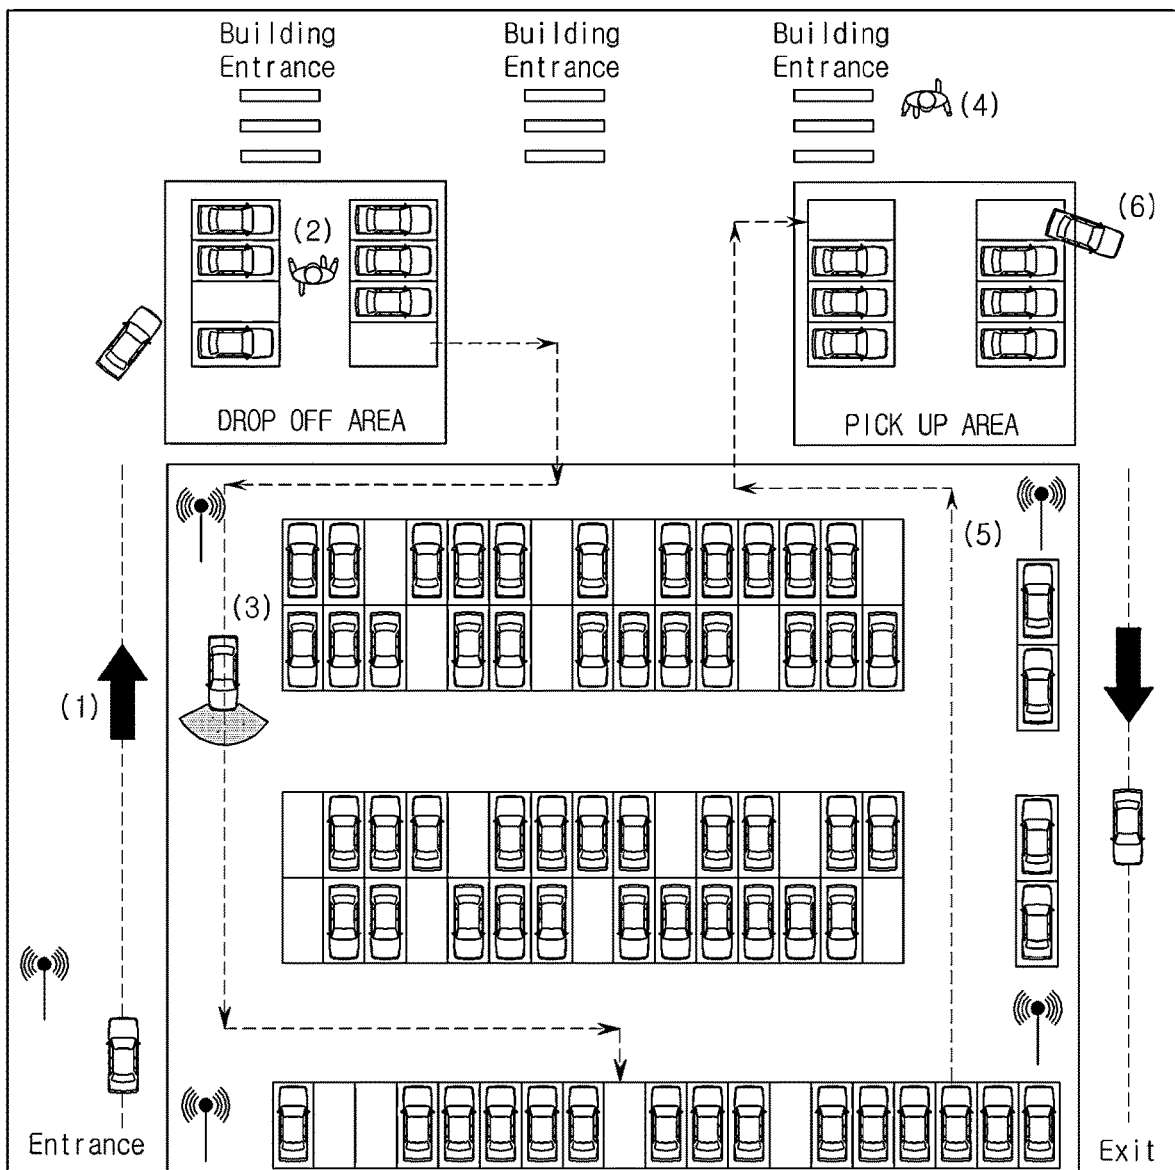 Building
Entrance
Building
Entrance
Building
Entrance
(4)
(2)
(6)
DROP OFF AREA
PICK UP AREA
(5)
(3)
(1)
Entrance
Exit